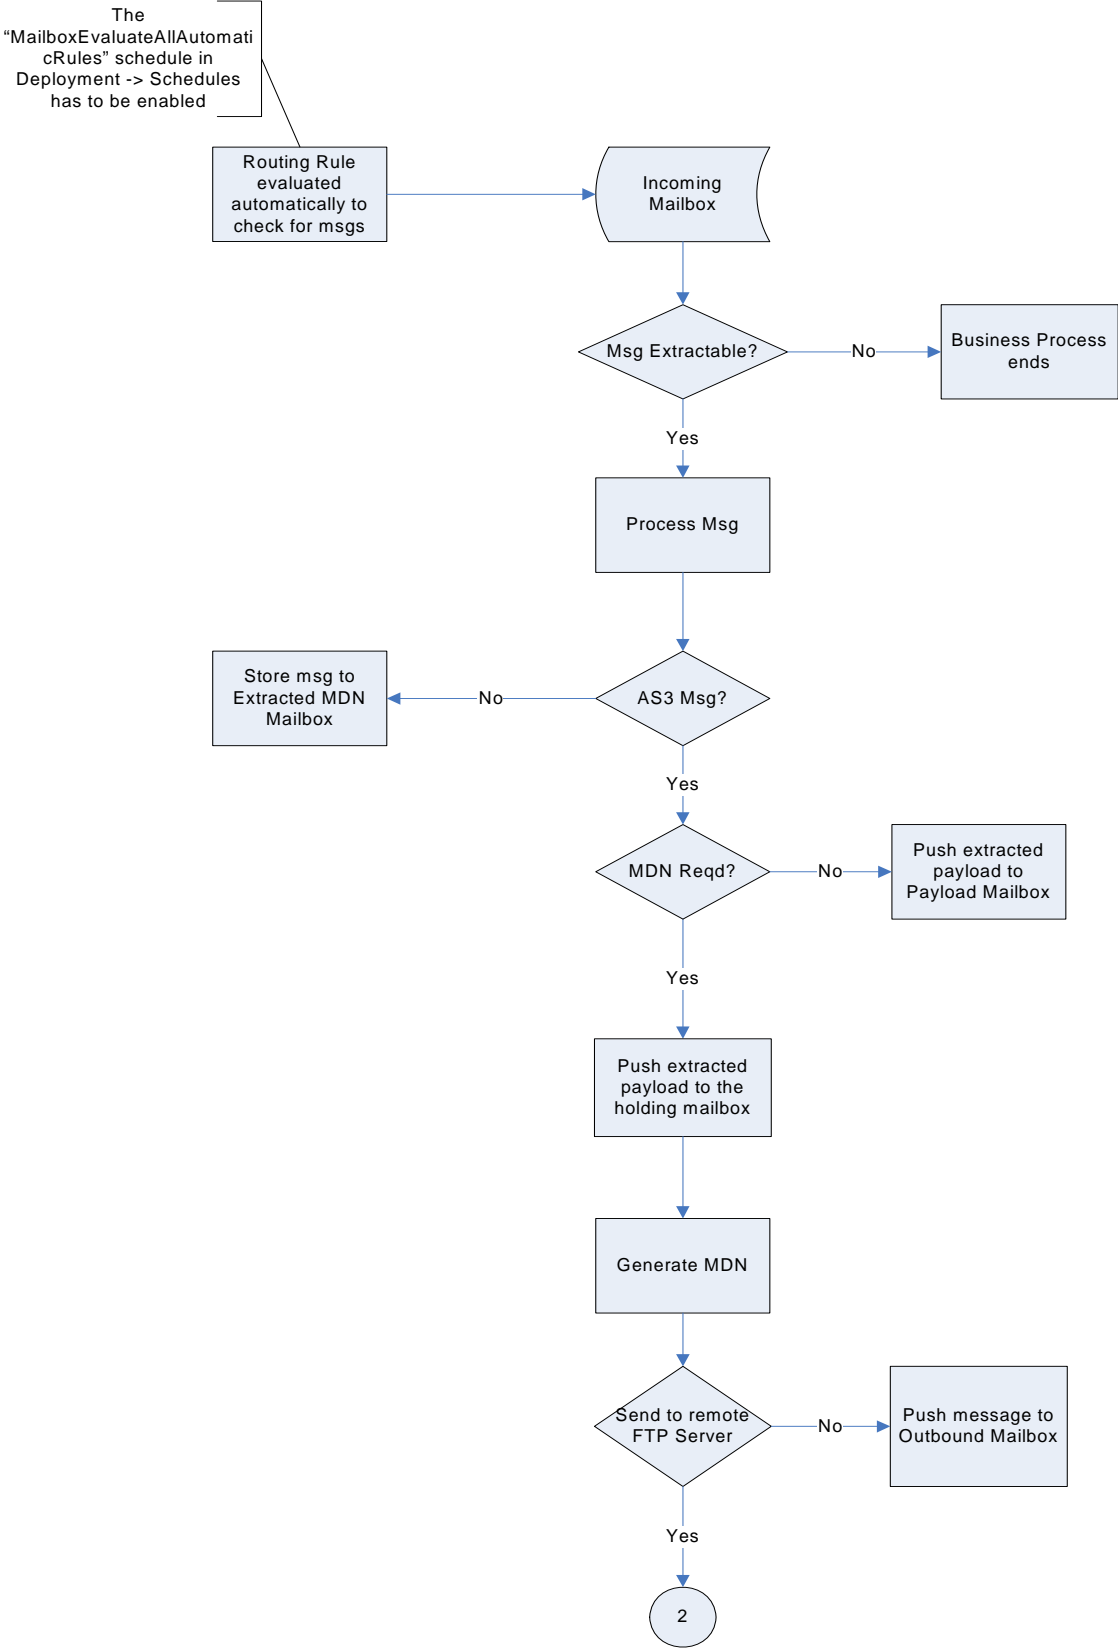 The
“MailboxEvaluateAllAutomati
cRules” schedule in
Deployment -> Schedules
has to be enabled
Routing Rule
evaluated
automatically to
check for msgs
Incoming
Mailbox
Msg Extractable?
No
Business Process
ends
Yes
Process Msg
AS3 Msg?
No
Store msg to
Extracted MDN
Mailbox
Yes
MDN Reqd?
No
Push extracted
payload to
Payload Mailbox
Yes
Push extracted
payload to the
holding mailbox
Generate MDN
Send to remote
FTP Server
No
Push message to
Outbound Mailbox
Yes
2